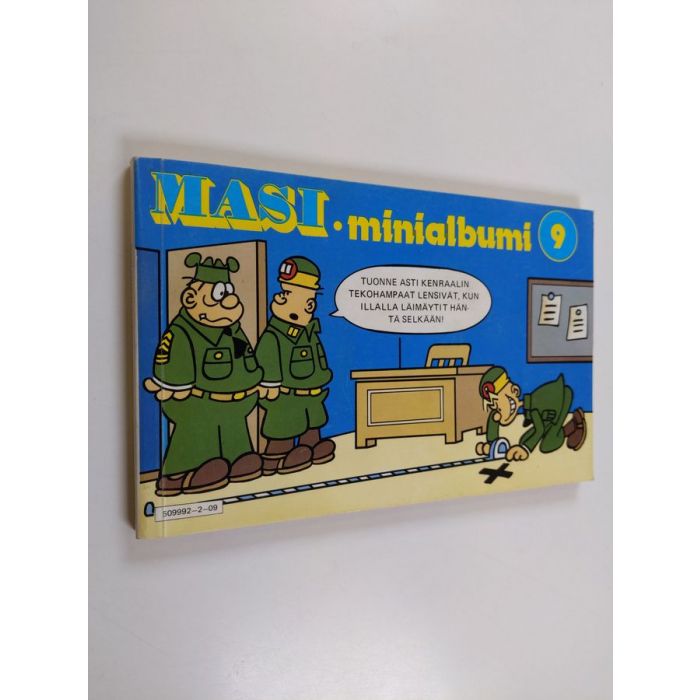 MASI • minialbumi 9
TUONNE ASTI KENRAALIN
TEKOHAMPAAT LENSIVÄT, KUN
ILLALLA LÄIMÄYTIT HÄN-
TÄ SELKÄÄN!
509992–2–09